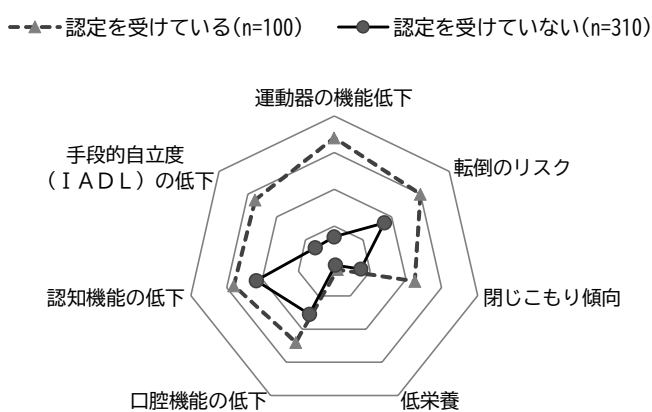 認定を受けている(n=100)
認定を受けていない(n=310)
運動器の機能低下
手段的自立度
（ＩＡＤＬ）の低下
転倒のリスク
認知機能の低下
閉じこもり傾向
口腔機能の低下
低栄養